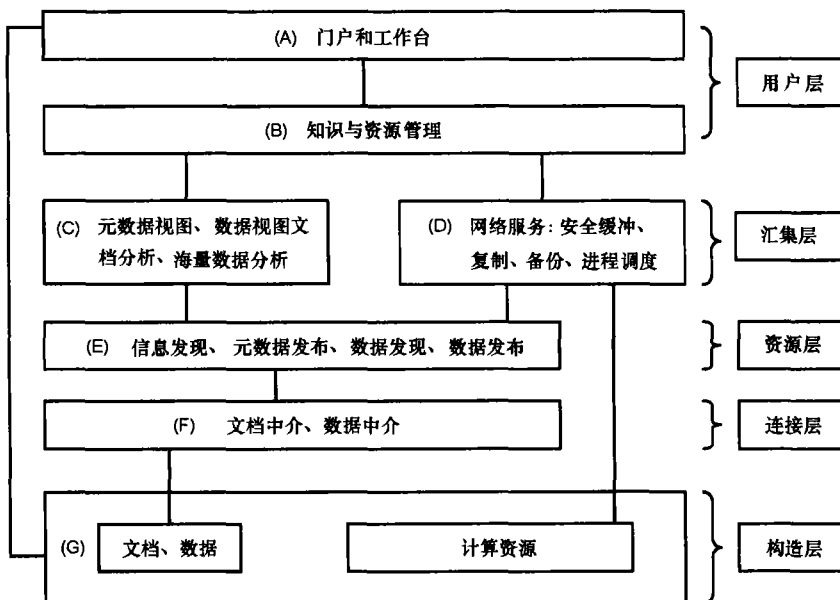 (A) 门户和工作台
用户层
(B) 知识与资源管理
(C) 元数据视图、数据视图文
档分析、海量数据分析
(D) 网络服务:安全缓冲、
复制、备份、进程调度
汇集层
(E) 信息发现、元数据发布、数据发现、数据发布
资源层
(F) 文档中介、数据中介
连接层
(G) 文档、数据
计算资源
构造层